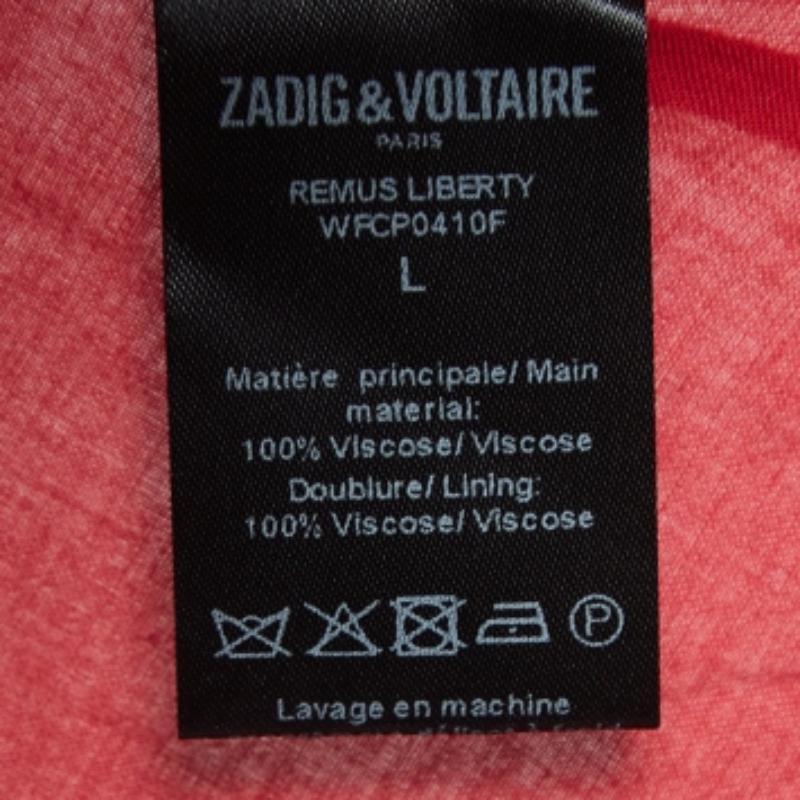 ZADIG & VOLTAIRE
PARIS
REMUS LIBERTY
WFCP0410F
L
Matière principale/ Main
material:
100% Viscose/ Viscose
Doublure/ Lining:
100% Viscose/ Viscose
P
Lavage en machine